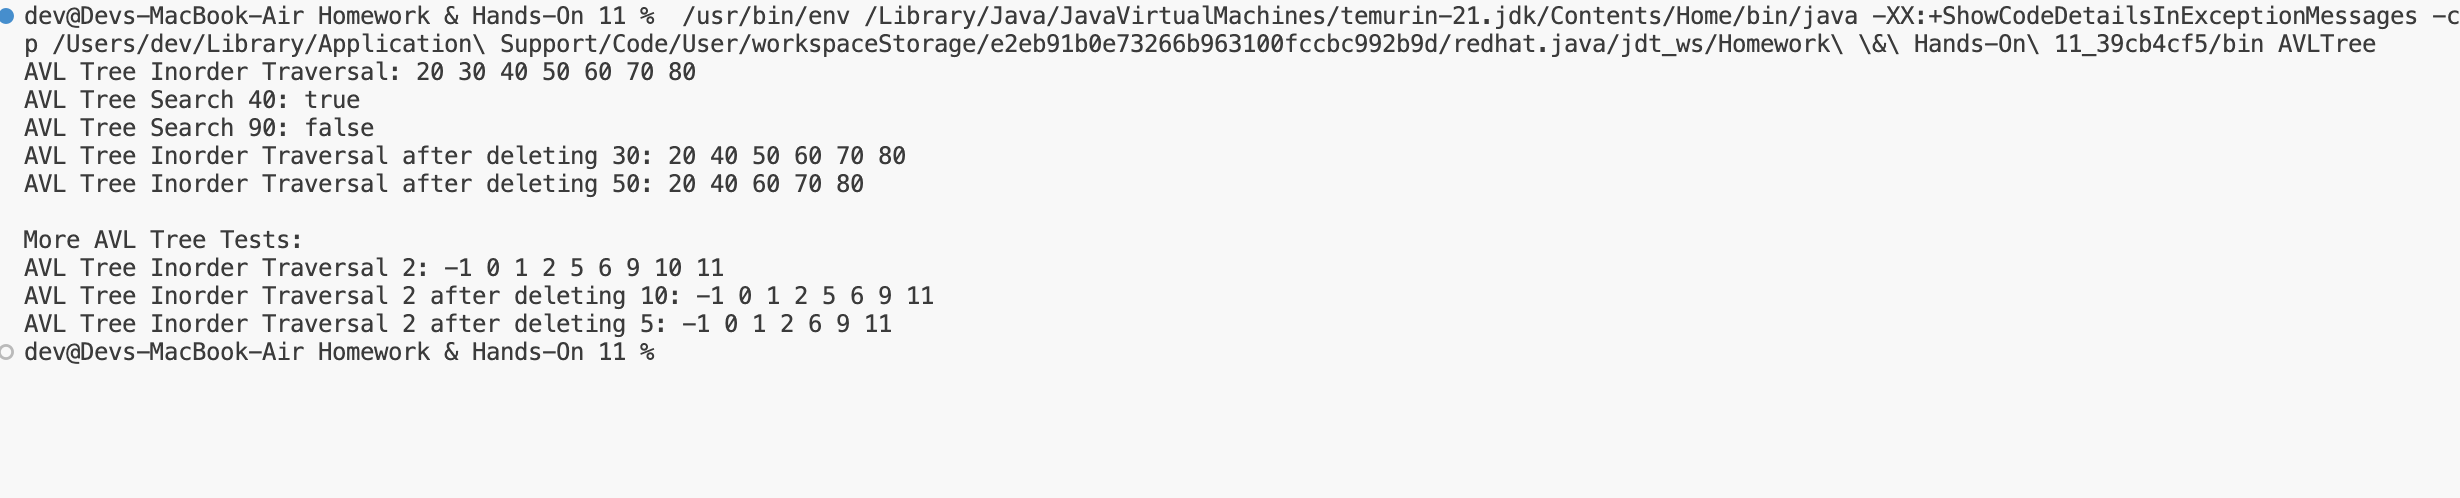 dev@Devs-MacBook-Air Homework & Hands-On 11 %  /usr/bin/env /Library/Java/JavaVirtualMachines/temurin-21.jdk/Contents/Home/bin/java -XX:+ShowCodeDetailsInExceptionMessages -c
p /Users/dev/Library/Application\ Support/Code/User/workspaceStorage/e2eb91b0e73266b963100fccbc992b9d/redhat.java/jdt_ws/Homework\ \&\ Hands-On\ 11_39cb4cf5/bin AVLTree
AVL Tree Inorder Traversal: 20 30 40 50 60 70 80
AVL Tree Search 40: true
AVL Tree Search 90: false
AVL Tree Inorder Traversal after deleting 30: 20 40 50 60 70 80
AVL Tree Inorder Traversal after deleting 50: 20 40 60 70 80

More AVL Tree Tests:
AVL Tree Inorder Traversal 2: -1 0 1 2 5 6 9 10 11
AVL Tree Inorder Traversal 2 after deleting 10: -1 0 1 2 5 6 9 11
AVL Tree Inorder Traversal 2 after deleting 5: -1 0 1 2 6 9 11
dev@Devs-MacBook-Air Homework & Hands-On 11 %